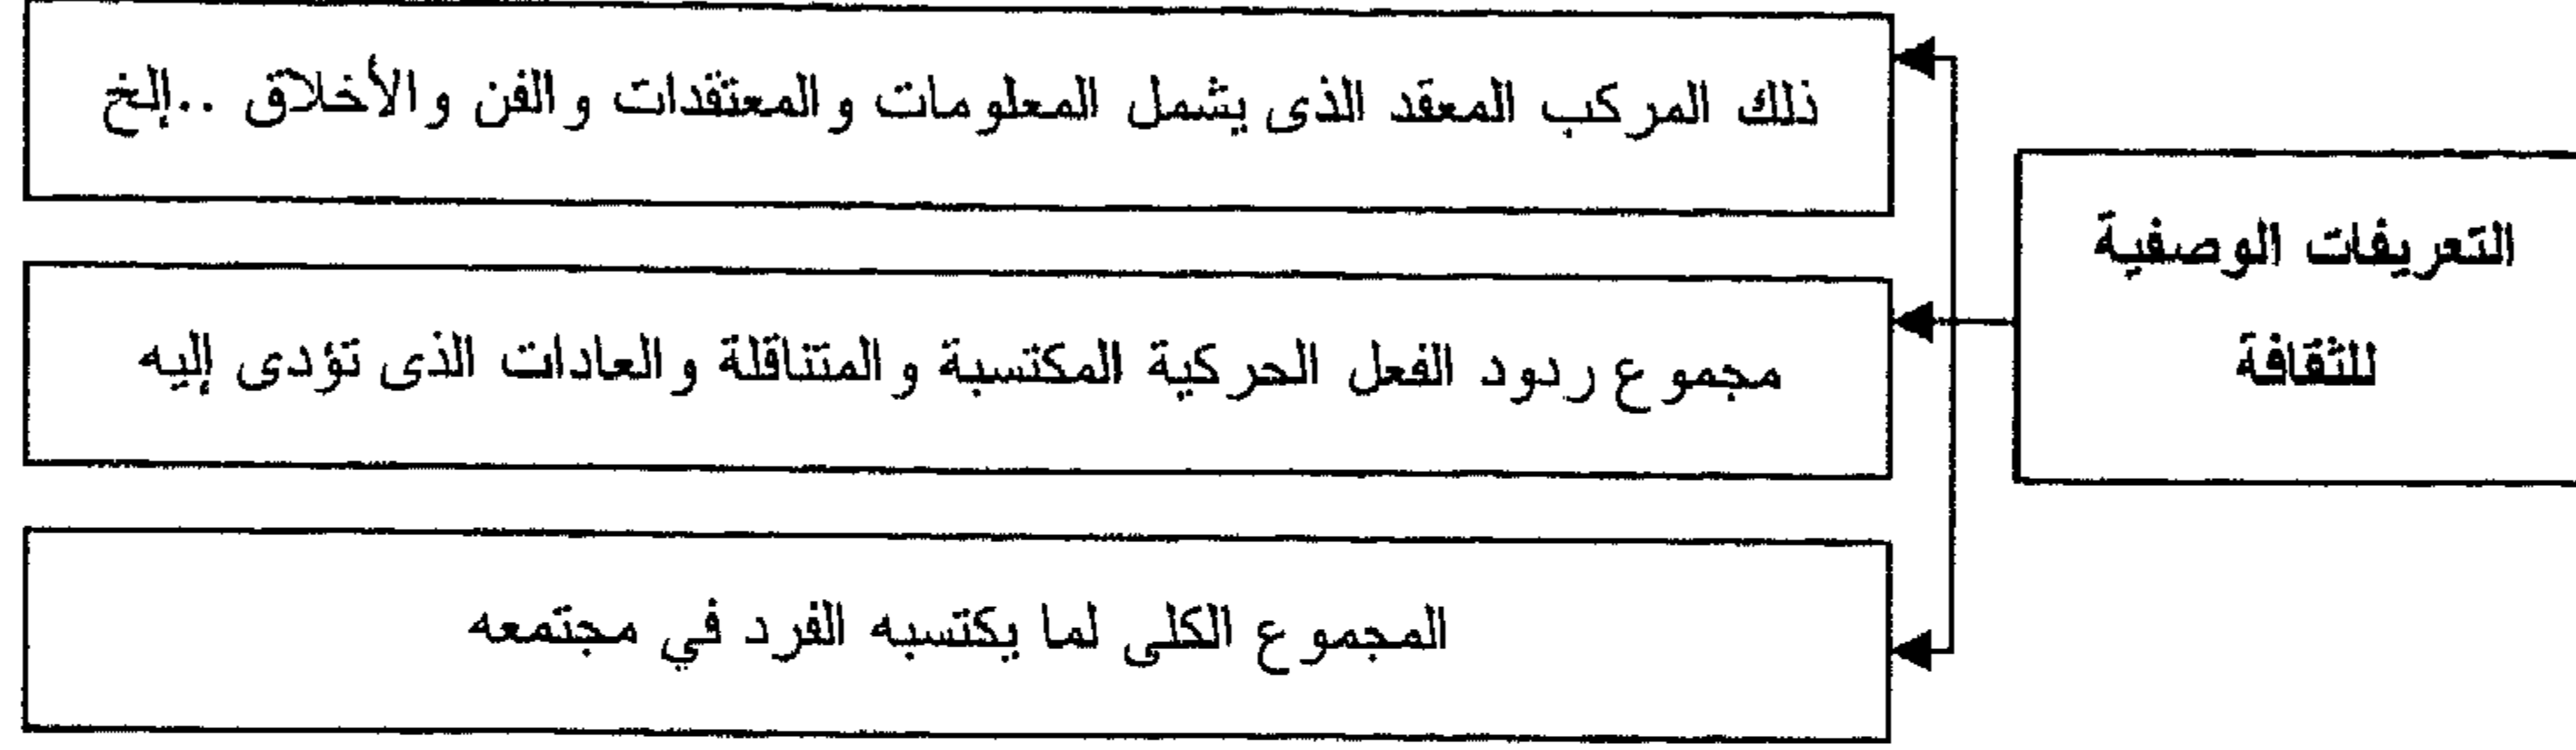 التعريفات الوصفية
للثقافة
ذلك المركب المعقد الذى يشمل المعلومات والمعتقدات والفن والأخلاق ..إلخ
مجموع ردود الفعل الحركية المكتسبة والمتناقلة والعادات الذى تؤدى إليه
المجموع الكلى لما يكتسبه الفرد في مجتمعه